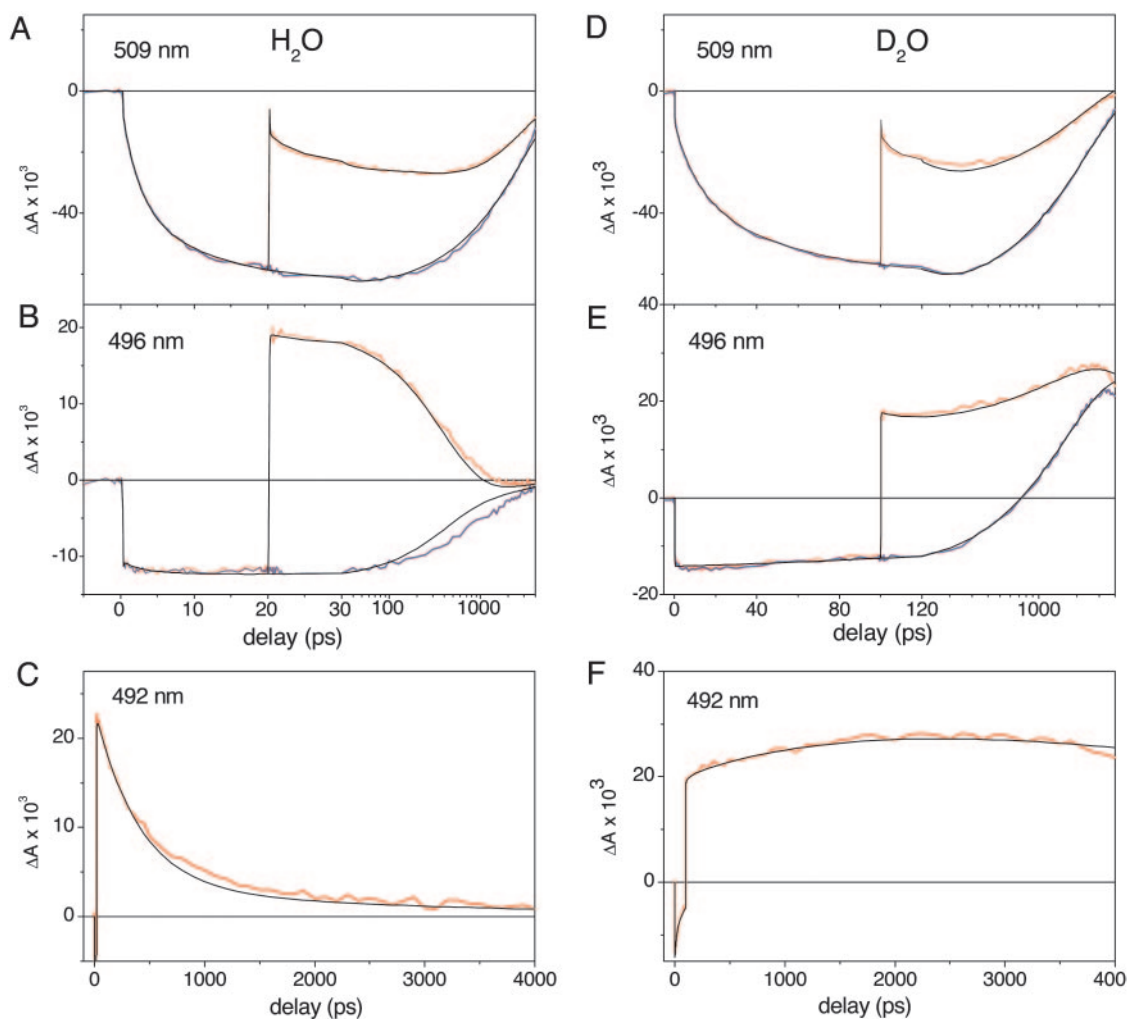 A
H2O
509 nm
0
-40
ΔA x 10³
B
496 nm
20
10
0
-10
ΔA x 10³
0 10 20 30 100 1000
delay (ps)
C
492 nm
20
10
0
ΔA x 10³
0 1000 2000 3000 4000
delay (ps)
D
D2O
509 nm
0
-40
ΔA x 10³
E
496 nm
40
20
0
-20
ΔA x 10³
0 40 80 120 1000
delay (ps)
F
492 nm
40
20
0
ΔA x 10³
0 1000 2000 3000 400
delay (ps)